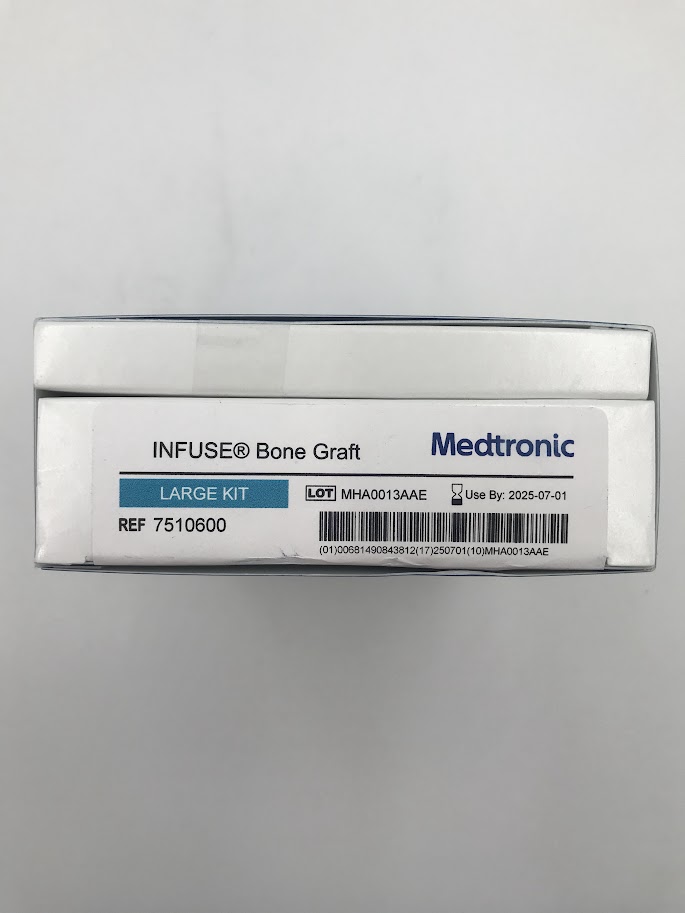 INFUSE® Bone Graft
Medtronic
LARGE KIT
LOT MHA0013AAE
Use By: 2025-07-01
REF 7510600
(01)00681490843812(17)250701(10)MHA0013AAE